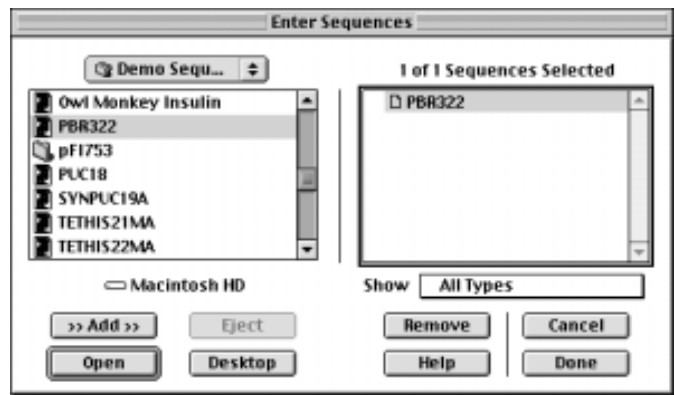 Enter Sequences
Demo Sequ...
Owl Monkey Insulin
PBR322
pFI753
PUC18
SYNPUC19A
TETHIS21MA
TETHIS22MA
Macintosh HD
>> Add >>
Eject
Open
Desktop
1 of 1 Sequences Selected
PBR322
Show All Types
Remove
Cancel
Help
Done